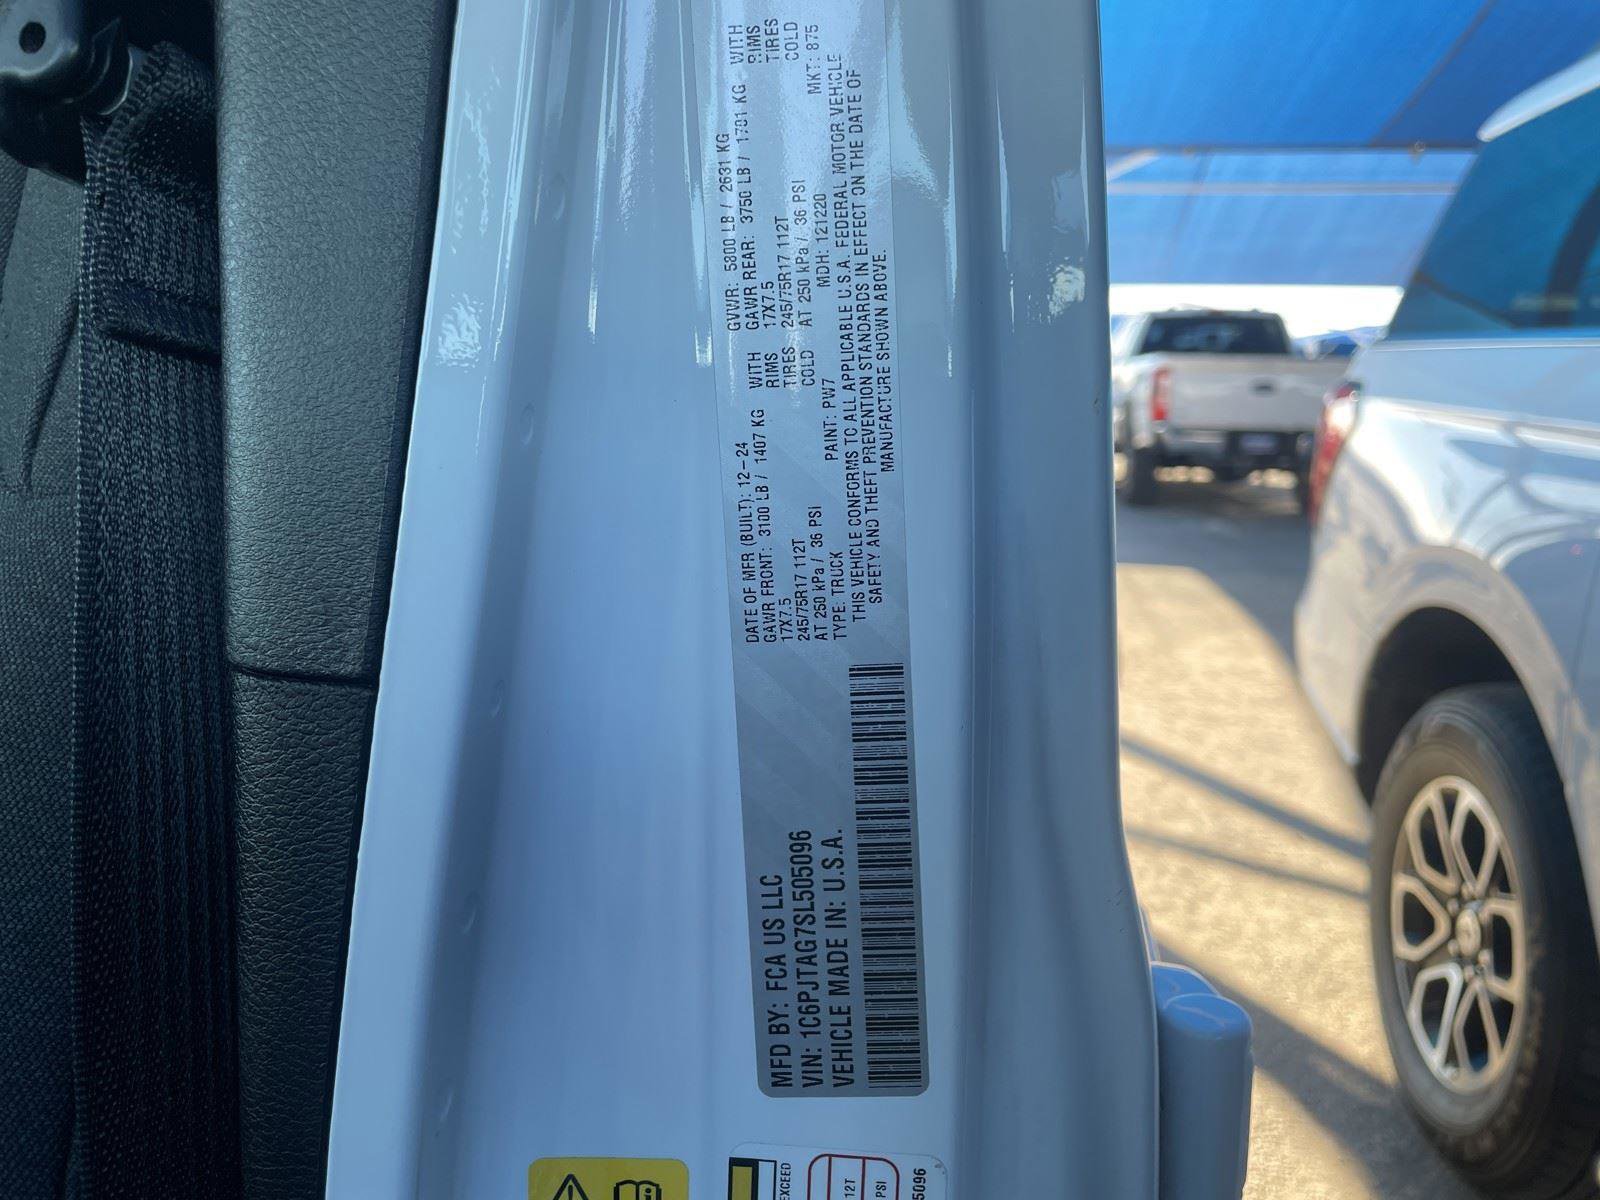 MFD BY: FCA US LLC
VIN: 1C6PJTAG7SL505096
VEHICLE MADE IN: U.S.A.
DATE OF MFR (BUILT): 12-24 GVWR: 5800 LB / 2631 KG
GAWR FRONT: 3100 LB / 1407 KG WITH GAWR REAR: 3750 LB / 1701 KG WITH
17X7.5 RIMS 17X7.5 RIMS
245/75R17 112T TIRES 245/75R17 112T TIRES
AT 250 kPa / 36 PSI COLD AT 250 kPa / 36 PSI COLD
TYPE: TRUCK PAINT: PW7 MDH: 121220 MKT: 875
THIS VEHICLE CONFORMS TO ALL APPLICABLE U.S.A. FEDERAL MOTOR VEHICLE
SAFETY AND THEFT PREVENTION STANDARDS IN EFFECT ON THE DATE OF
MANUFACTURE SHOWN ABOVE.
EXCEED
12T
PSI
5096